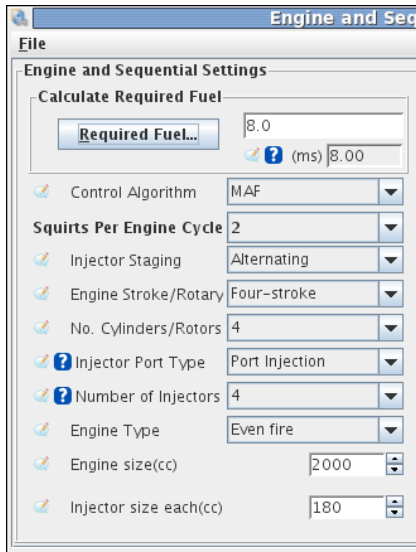 Engine and Seq
File
Engine and Sequential Settings
Calculate Required Fuel
Required Fuel... 8.0
? (ms) 8.00
Control Algorithm MAF
Squirts Per Engine Cycle 2
Injector Staging Alternating
Engine Stroke/Rotary Four-stroke
No. Cylinders/Rotors 4
? Injector Port Type Port Injection
? Number of Injectors 4
Engine Type Even fire
Engine size(cc) 2000
Injector size each(cc) 180